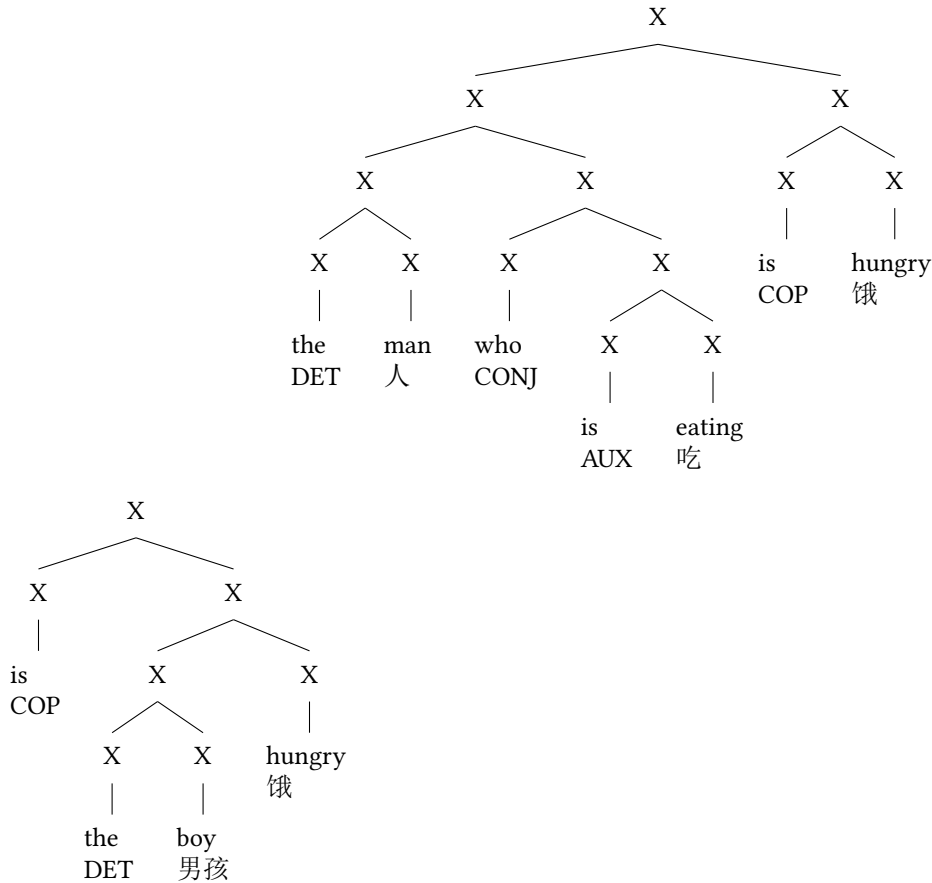 X
X X
X X X X
X X X X is hungry
COP 饿
the man who X X
DET 人 CONJ
is eating
AUX 吃
X
X X
is X X
COP
X X hungry
饿
the boy
DET 男孩